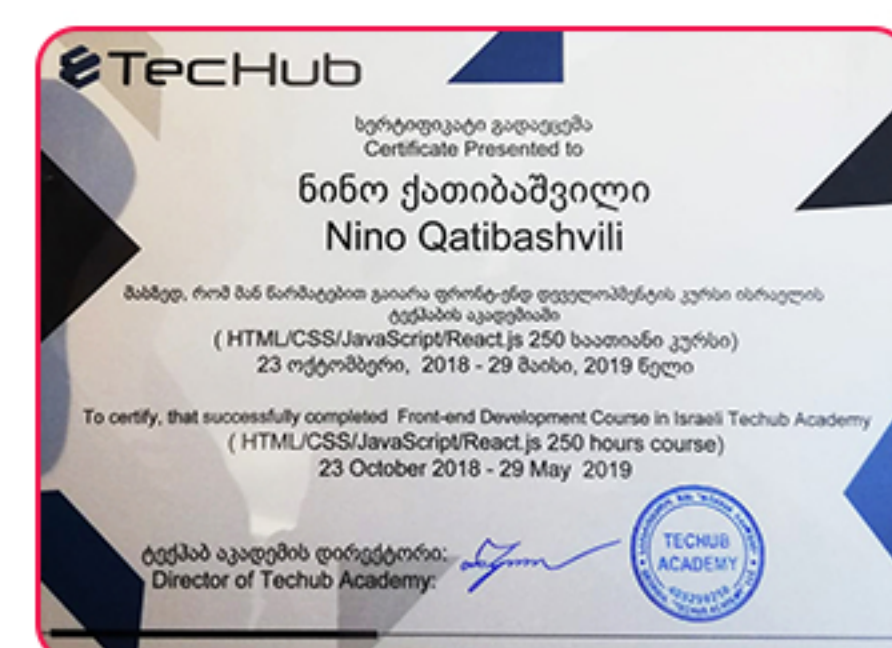 TecHub
სერტიფიკატი გადაეცემა
Certificate Presented to
ნინო ქათიბაშვილი
Nino Qatibashvili
მასზედ, რომ მან წარმატებით გაიარა ფრონტ-ენდ დეველოპმენტის კურსი ისრაელის
ტექჰაბის აკადემიაში
( HTML/CSS/JavaScript/React.js 250 საათიანი კურსი)
23 ოქტომბერი, 2018 - 29 მაისი, 2019 წელი
To certify, that successfully completed Front-end Development Course in Israeli Techub Academy
( HTML/CSS/JavaScript/React.js 250 hours course)
23 October 2018 - 29 May 2019
ტექჰაბ აკადემის დირექტორი:
Director of Techub Academy:
TECHUB
ACADEMY